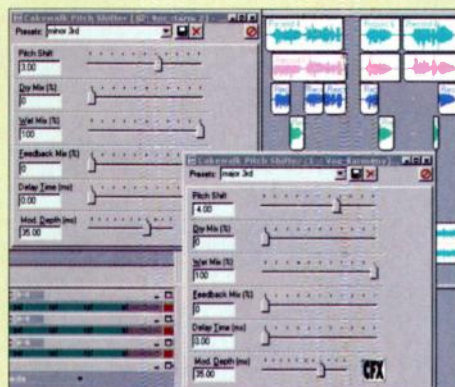 Cakewalk Pitch Shifter
Presets: minor 3rd
Pitch Shift
3.00
Dry Mix (%)
0
Wet Mix (%)
100
Feedback Mix (%)
0
Delay Time (ms)
0.00
Mod. Depth (ms)
35.00
Cakewalk Pitch Shifter
Presets: major 3rd
Pitch Shift
4.00
Dry Mix (%)
0
Wet Mix (%)
100
Feedback Mix (%)
0
Delay Time (ms)
0.00
Mod. Depth (ms)
35.00
CFX